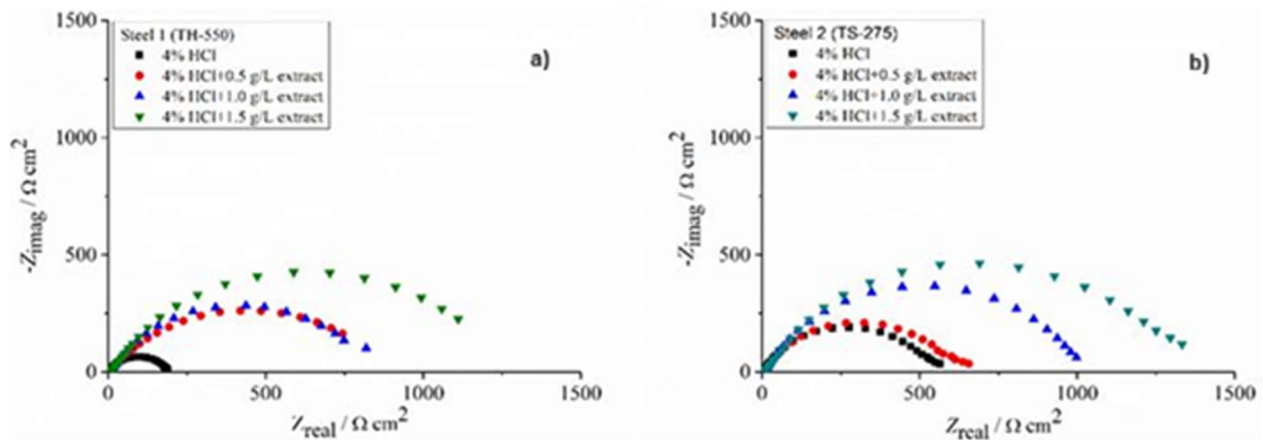 1500
1000
500
0
-Zimag / Ω cm2
Steel 1 (TH-550)
4% HCl
4% HCl+0.5 g/L extract
4% HCl+1.0 g/L extract
4% HCl+1.5 g/L extract
a)
0
500
1000
1500
Zreal / Ω cm2
1500
1000
500
0
-Zimag / Ω cm2
Steel 2 (TS-275)
4% HCl
4% HCl+0.5 g/L extract
4% HCl+1.0 g/L extract
4% HCl+1.5 g/L extract
b)
0
500
1000
1500
Zreal / Ω cm2